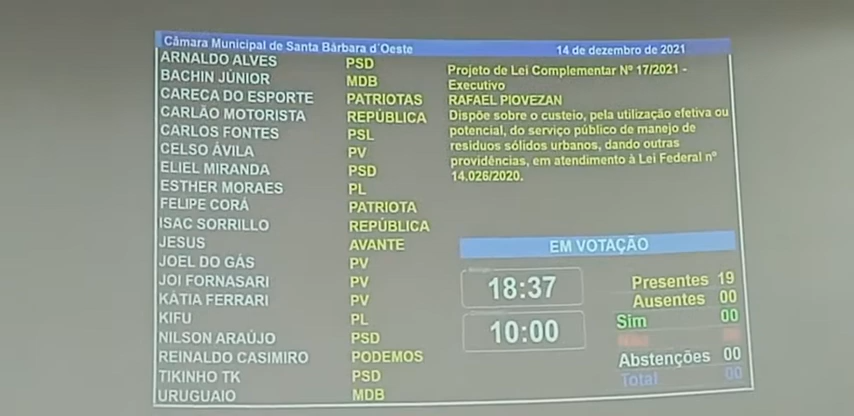 Câmara Municipal de Santa Bárbara d´Oeste 14 de dezembro de 2021
ARNALDO ALVES PSD
BACHIN JÚNIOR MDB
CARECA DO ESPORTE PATRIOTAS
CARLÃO MOTORISTA REPÚBLICA
CARLOS FONTES PSL
CELSO ÁVILA PV
ELIEL MIRANDA PSD
ESTHER MORAES PL
FELIPE CORÁ PATRIOTA
ISAC SORRILLO REPÚBLICA
JESUS AVANTE
JOEL DO GÁS PV
JOI FORNASARI PV
KÁTIA FERRARI PV
KIFU PL
NILSON ARAÚJO PSD
REINALDO CASIMIRO PODEMOS
TIKINHO TK PSD
URUGUAIO MDB
Projeto de Lei Complementar Nº 17/2021 -
Executivo
RAFAEL PIOVEZAN
Dispõe sobre o custeio, pela utilização efetiva ou
potencial, do serviço público de manejo de
resíduos sólidos urbanos, dando outras
providências, em atendimento à Lei Federal nº
14.026/2020.
EM VOTAÇÃO
18:37
10:00
Presentes 19
Ausentes 00
Sim 00
Abstenções 00
Total 00